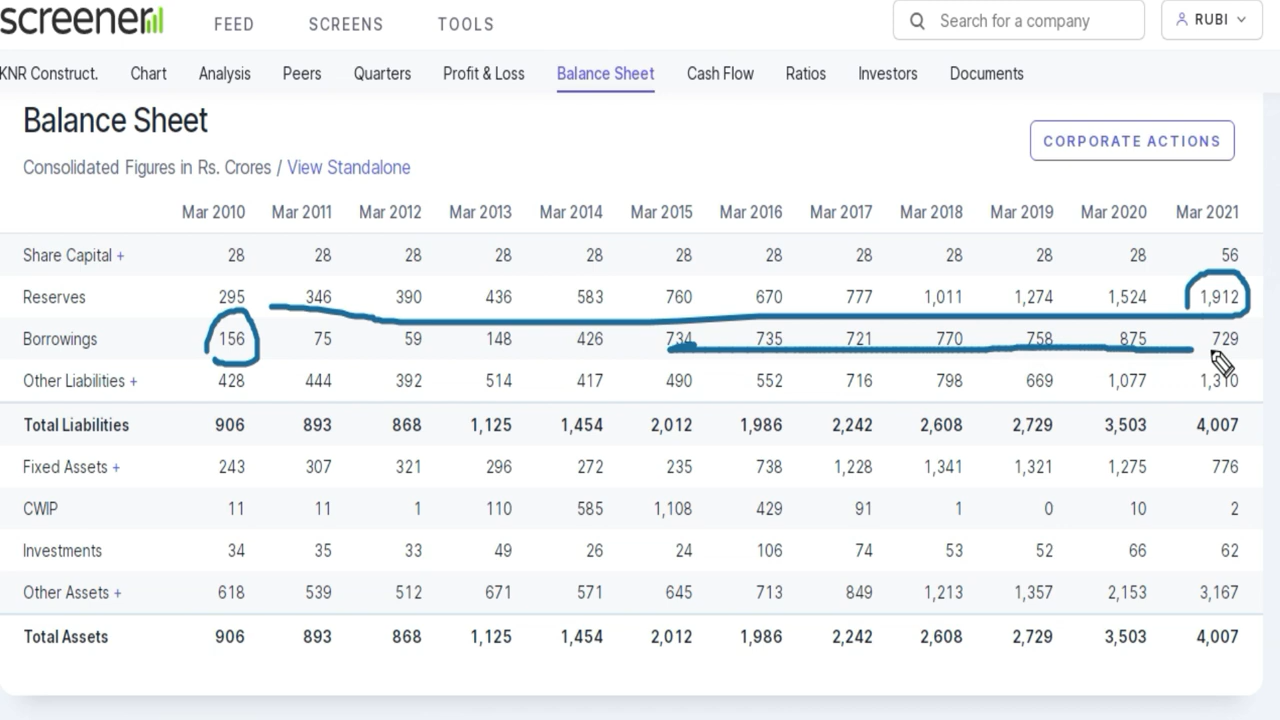 screener FEED SCREENS TOOLS Search for a company RUBI
KNR Construct. Chart Analysis Peers Quarters Profit & Loss Balance Sheet Cash Flow Ratios Investors Documents
Balance Sheet
CORPORATE ACTIONS
Consolidated Figures in Rs. Crores / View Standalone
Mar 2010 Mar 2011 Mar 2012 Mar 2013 Mar 2014 Mar 2015 Mar 2016 Mar 2017 Mar 2018 Mar 2019 Mar 2020 Mar 2021
Share Capital + 28 28 28 28 28 28 28 28 28 28 28 56
Reserves 295 346 390 436 583 760 670 777 1,011 1,274 1,524 1,912
Borrowings 156 75 59 148 426 734 735 721 770 758 875 729
Other Liabilities + 428 444 392 514 417 490 552 716 798 669 1,077 1,310
Total Liabilities 906 893 868 1,125 1,454 2,012 1,986 2,242 2,608 2,729 3,503 4,007
Fixed Assets + 243 307 321 296 272 235 738 1,228 1,341 1,321 1,275 776
CWIP 11 11 1 110 585 1,108 429 91 1 0 10 2
Investments 34 35 33 49 26 24 106 74 53 52 66 62
Other Assets + 618 539 512 671 571 645 713 849 1,213 1,357 2,153 3,167
Total Assets 906 893 868 1,125 1,454 2,012 1,986 2,242 2,608 2,729 3,503 4,007